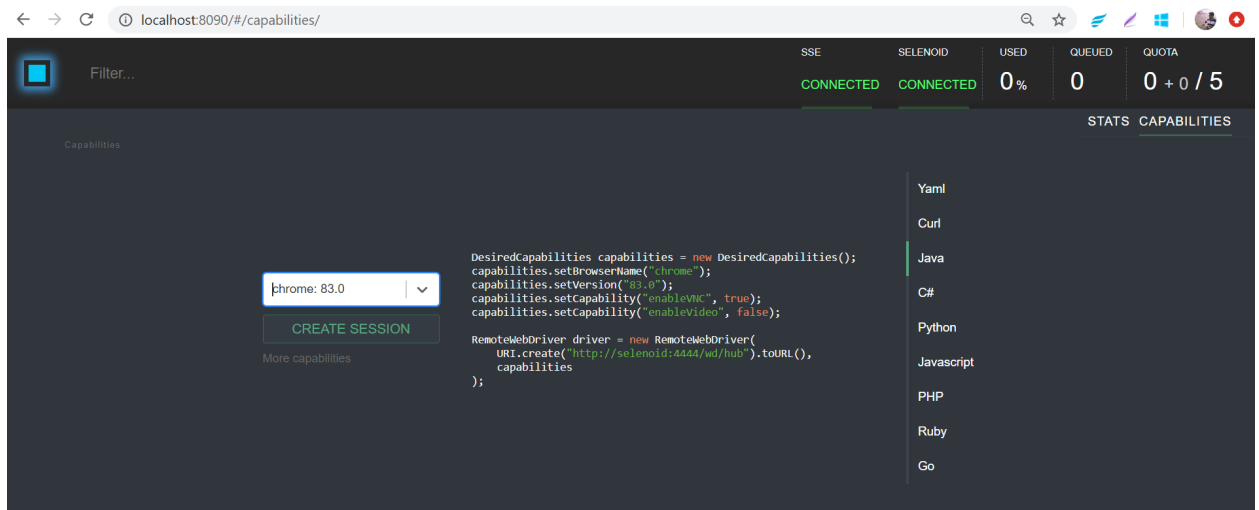 localhost:8090/#/capabilities/
Filter...
SSE
CONNECTED
SELENOID
CONNECTED
USED
0 %
QUEUED
0
QUOTA
0 + 0 / 5
STATS CAPABILITIES
Capabilities
chrome: 83.0
CREATE SESSION
More capabilities
DesiredCapabilities capabilities = new DesiredCapabilities();
capabilities.setBrowserName("chrome");
capabilities.setVersion("83.0");
capabilities.setCapability("enableVNC", true);
capabilities.setCapability("enableVideo", false);
RemoteWebDriver driver = new RemoteWebDriver(
    URI.create("http://selenoid:4444/wd/hub").toURL(),
    capabilities
);
Yaml
Curl
Java
C#
Python
Javascript
PHP
Ruby
Go